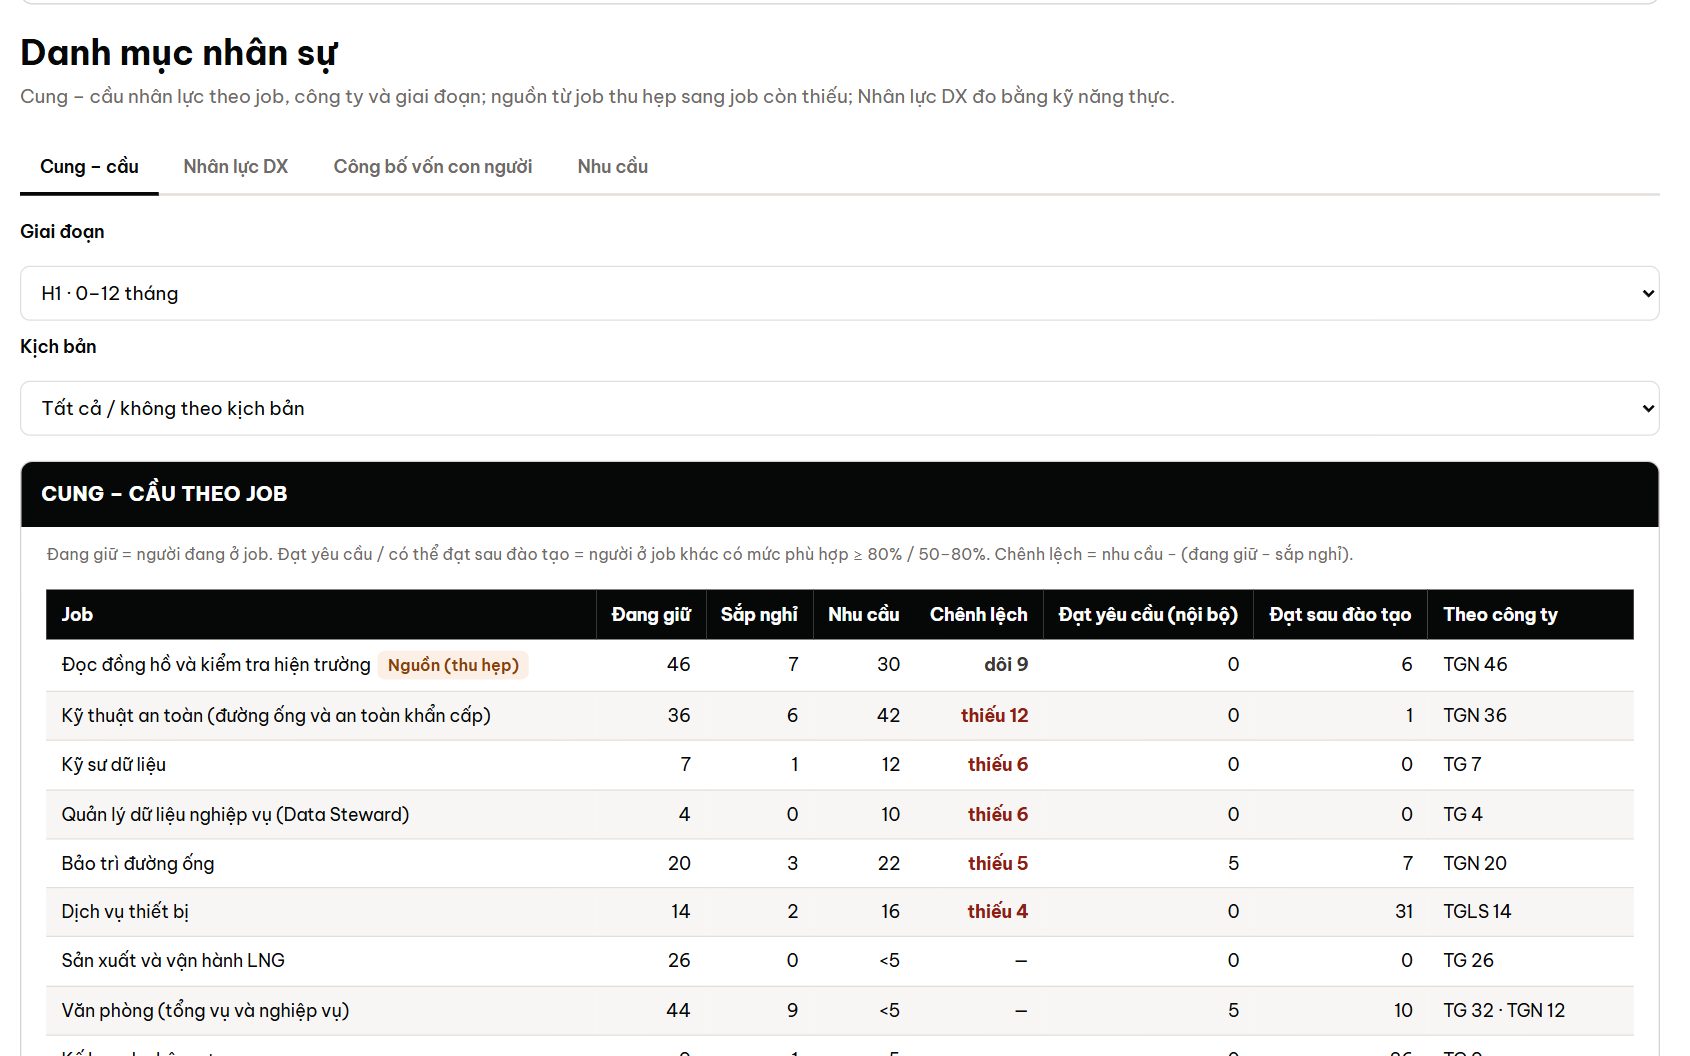 Danh mục nhân sự
Cung – cầu nhân lực theo job, công ty và giai đoạn; nguồn từ job thu hẹp sang job còn thiếu; Nhân lực DX đo bằng kỹ năng thực.
Cung – cầu Nhân lực DX Công bố vốn con người Nhu cầu
Giai đoạn
H1 · 0–12 tháng
Kịch bản
Tất cả / không theo kịch bản
CUNG – CẦU THEO JOB
Đang giữ = người đang ở job. Đạt yêu cầu / có thể đạt sau đào tạo = người ở job khác có mức phù hợp ≥ 80% / 50–80%. Chênh lệch = nhu cầu − (đang giữ − sắp nghỉ).
Job Đang giữ Sắp nghỉ Nhu cầu Chênh lệch Đạt yêu cầu (nội bộ) Đạt sau đào tạo Theo công ty
Đọc đồng hồ và kiểm tra hiện trường Nguồn (thu hẹp) 46 7 30 dôi 9 0 6 TGN 46
Kỹ thuật an toàn (đường ống và an toàn khẩn cấp) 36 6 42 thiếu 12 0 1 TGN 36
Kỹ sư dữ liệu 7 1 12 thiếu 6 0 0 TG 7
Quản lý dữ liệu nghiệp vụ (Data Steward) 4 0 10 thiếu 6 0 0 TG 4
Bảo trì đường ống 20 3 22 thiếu 5 5 7 TGN 20
Dịch vụ thiết bị 14 2 16 thiếu 4 0 31 TGLS 14
Sản xuất và vận hành LNG 26 0 <5 – 0 0 TG 26
Văn phòng (tổng vụ và nghiệp vụ) 44 9 <5 – 5 10 TG 32 · TGN 12